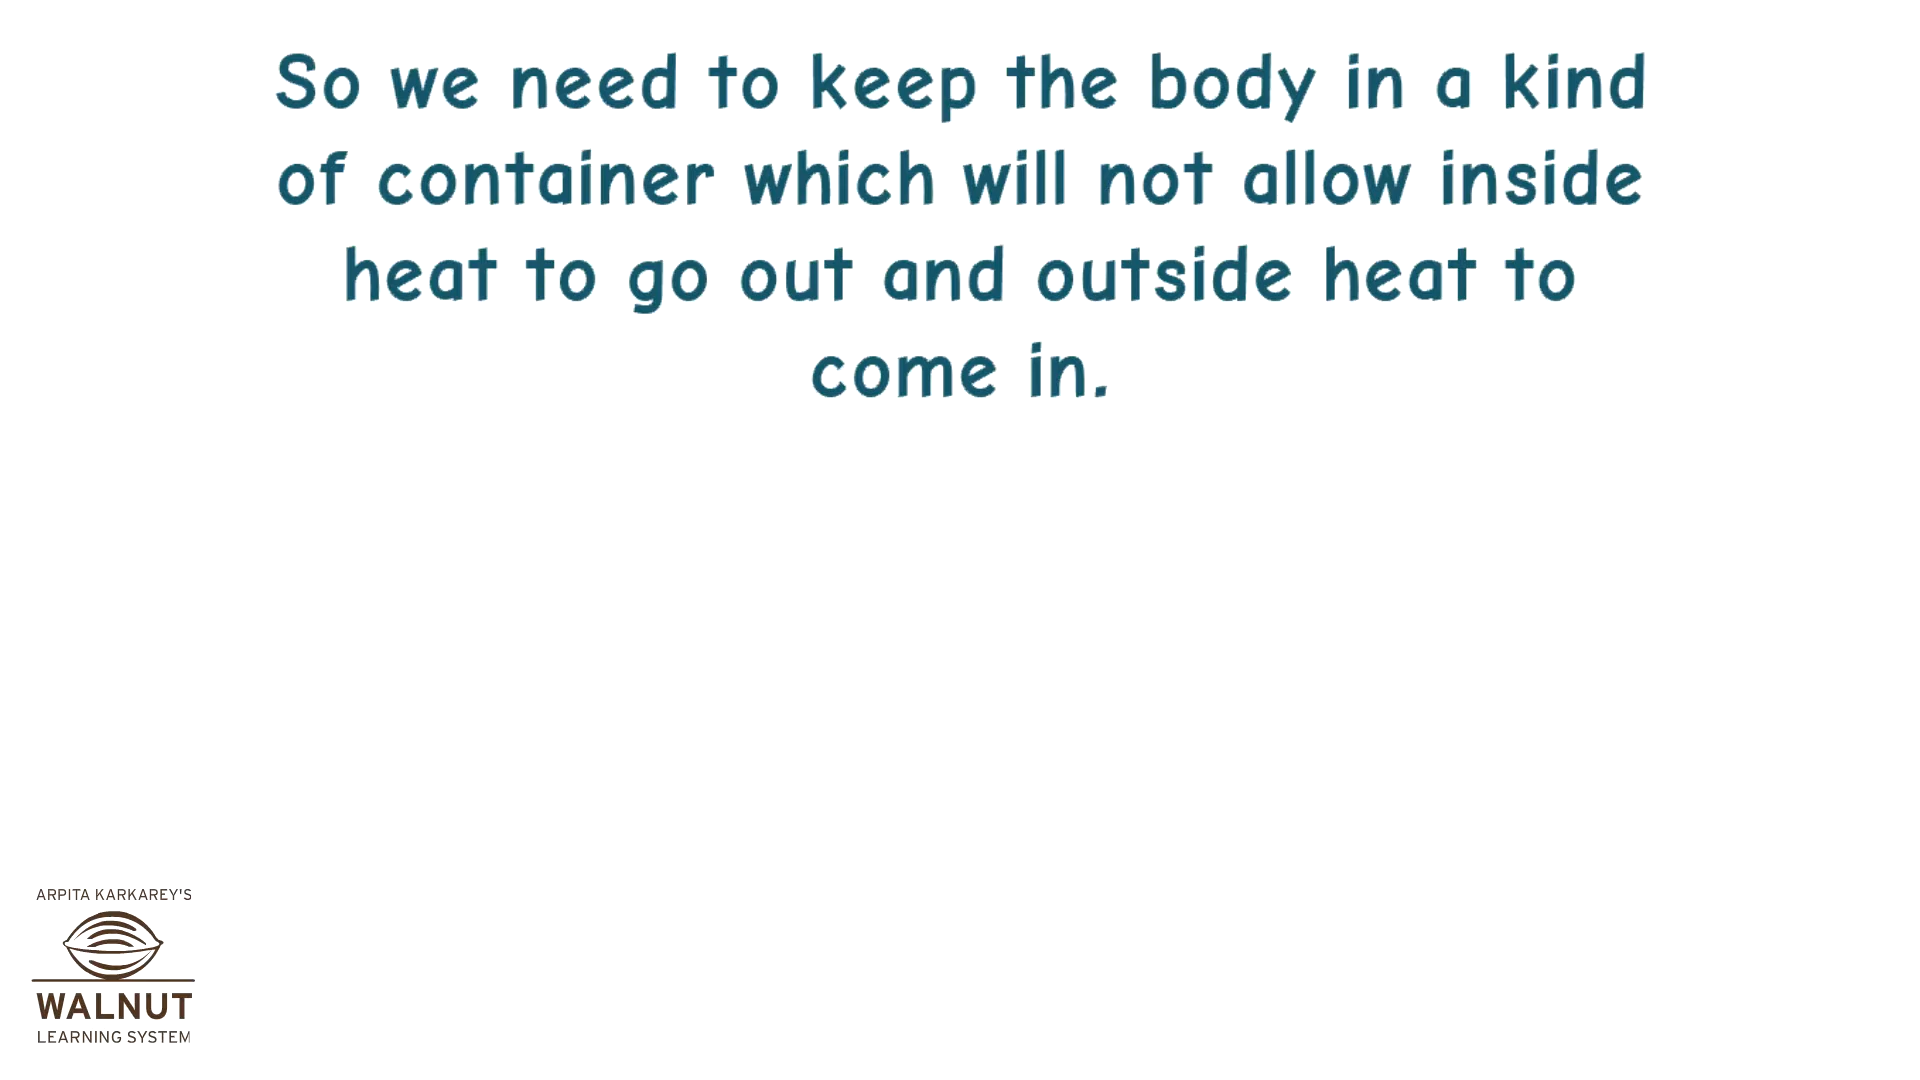 So we need to keep the body in a kind
of container which will not allow inside
heat to go out and outside heat to
come in.
ARPITA KARKAREY'S
WALNUT
LEARNING SYSTEM